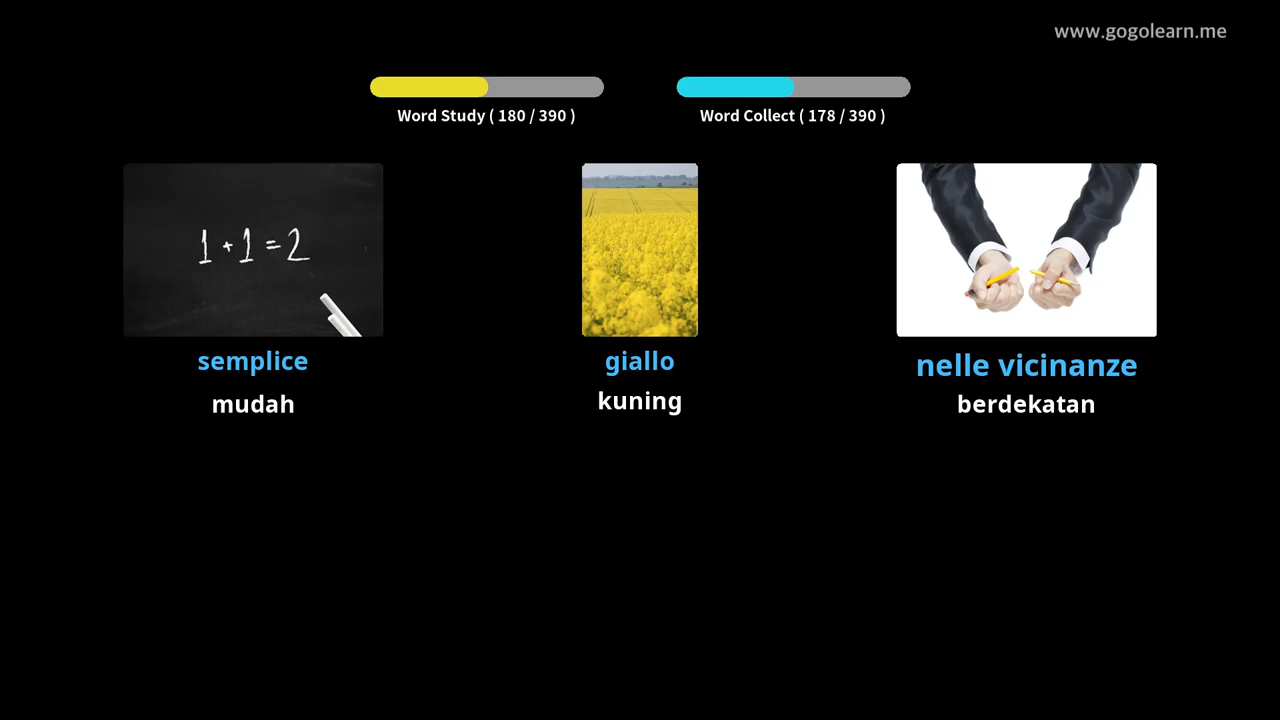 www.gogolearn.me
Word Study ( 180 / 390 )
Word Collect ( 178 / 390 )
1 + 1 = 2
semplice
mudah
giallo
kuning
nelle vicinanze
berdekatan